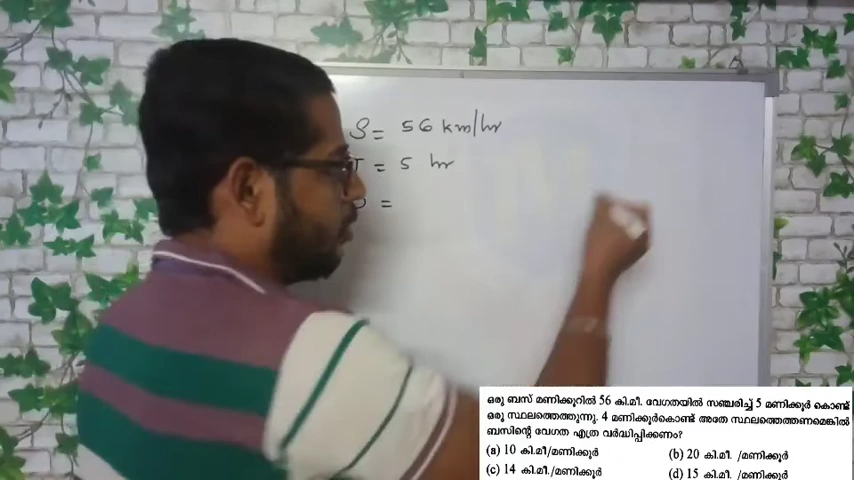 S = 56 km/hr
T = 5 hr
=
ഒരു ബസ് മണിക്കൂറിൽ 56 കി.മീ. വേഗതയിൽ സഞ്ചരിച്ച് 5 മണിക്കൂർ കൊണ്ട്
ഒരു സ്ഥലത്തെത്തുന്നു. 4 മണിക്കൂർകൊണ്ട് അതേ സ്ഥലത്തെത്തണമെങ്കിൽ
ബസിന്റെ വേഗത എത്ര വർദ്ധിപ്പിക്കണം?
(a) 10 കി.മീ/മണിക്കൂർ (b) 20 കി.മീ. /മണിക്കൂർ
(c) 14 കി.മീ./മണിക്കൂർ (d) 15 കി.മീ. /മണിക്കൂർ